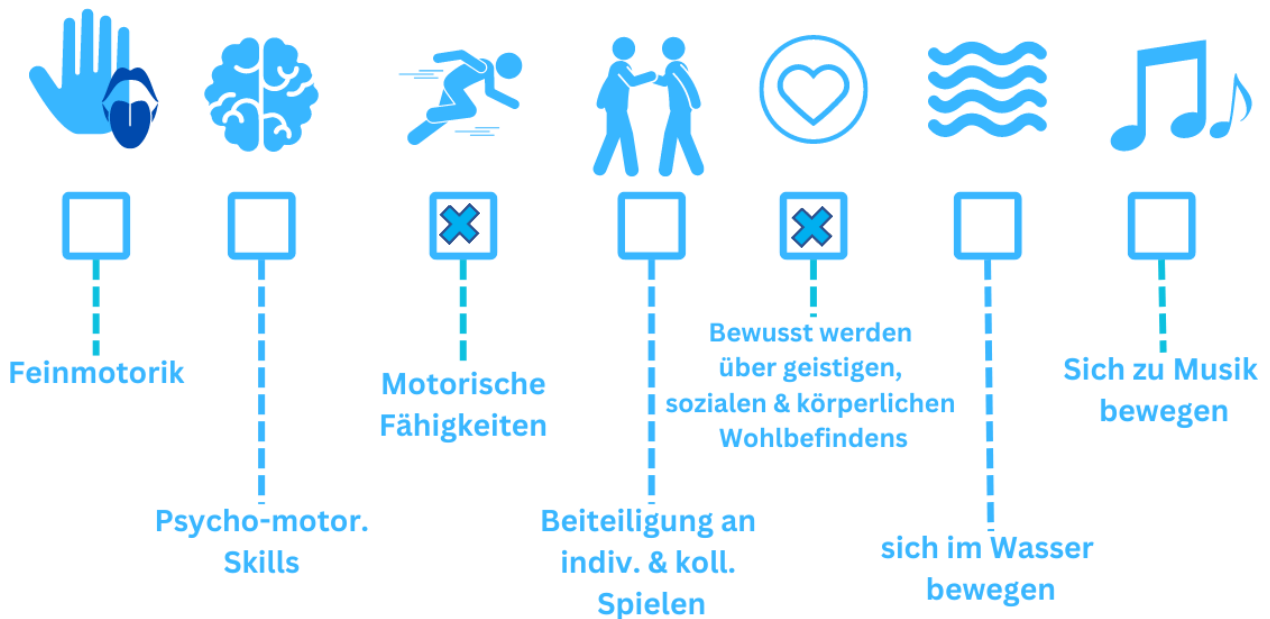 Feinmotorik
Psycho-motor.
Skills
Motorische
Fähigkeiten
Beiteiligung an
indiv. & koll.
Spielen
Bewusst werden
über geistigen,
sozialen & körperlichen
Wohlbefindens
sich im Wasser
bewegen
Sich zu Musik
bewegen